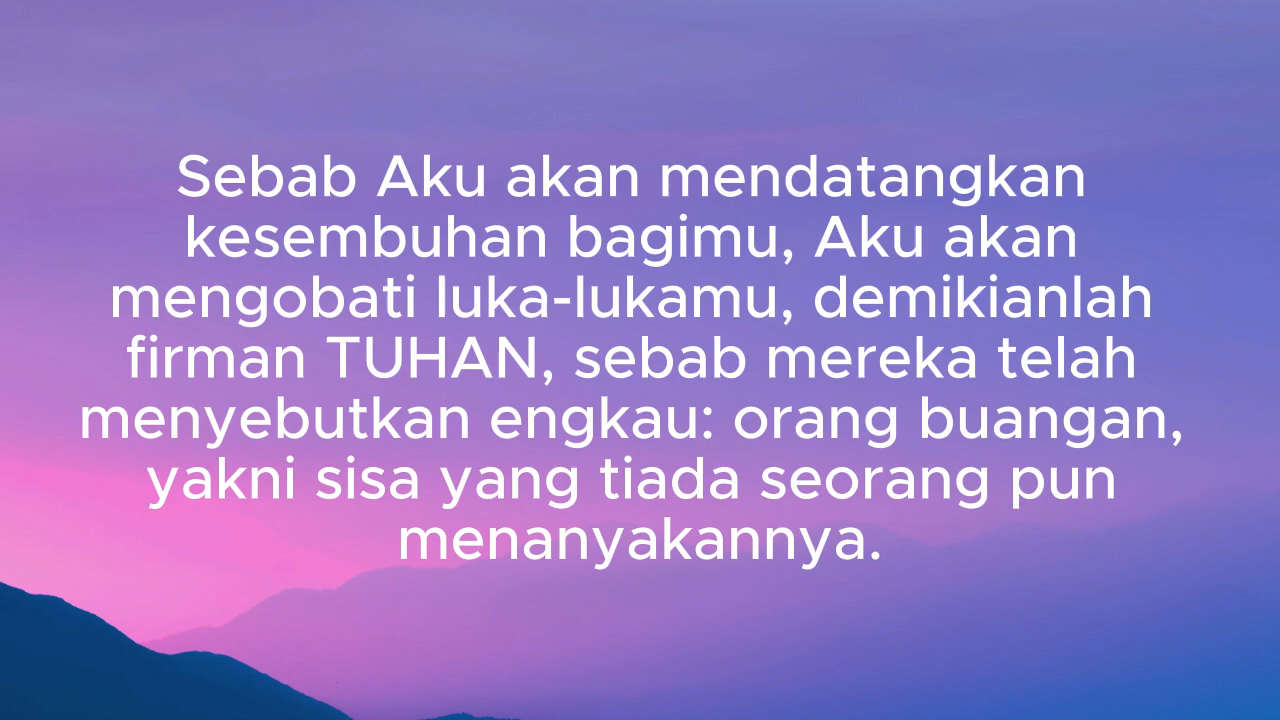 Sebab Aku akan mendatangkan
kesembuhan bagimu, Aku akan
mengobati luka-lukamu, demikianlah
firman TUHAN, sebab mereka telah
menyebutkan engkau: orang buangan,
yakni sisa yang tiada seorang pun
menanyakannya.